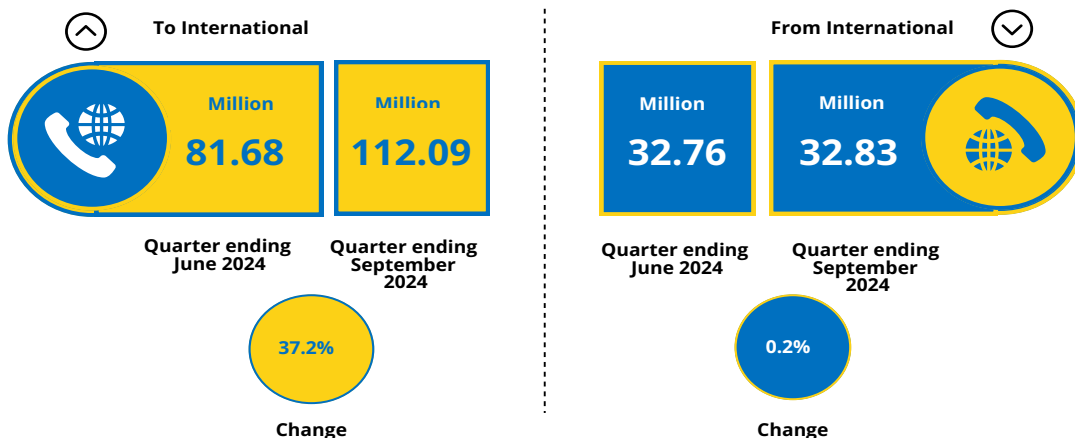 To International
Million
81.68
Million
112.09
Quarter ending
June 2024
Quarter ending
September
2024
37.2%
Change
From International
Million
32.76
Million
32.83
Quarter ending
June 2024
Quarter ending
September
2024
0.2%
Change